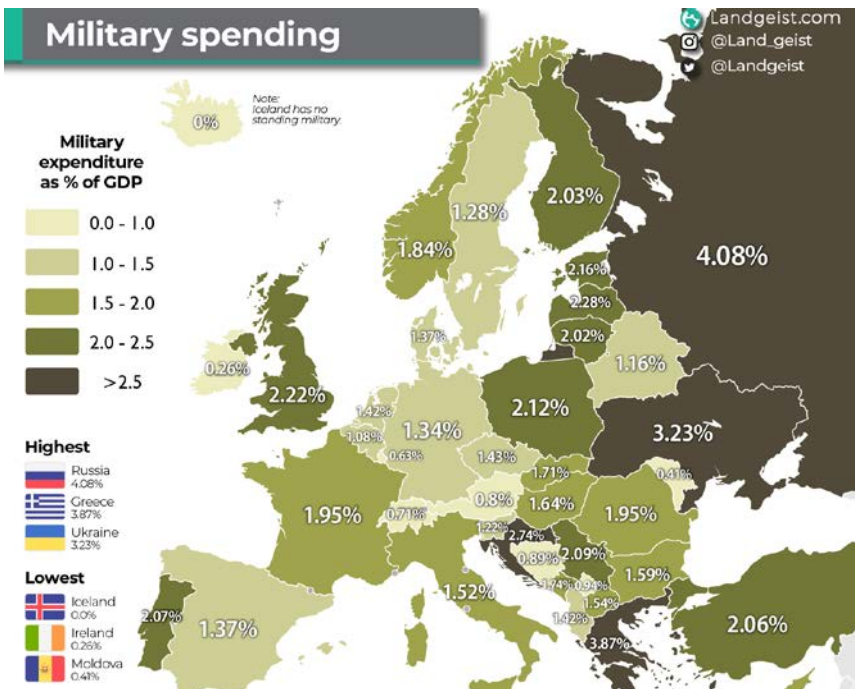 Military spending
Landgeist.com
@Land_geist
@Landgeist
Note:
Iceland has no
standing military.
0%
Military
expenditure
as % of GDP
0.0 - 1.0
1.0 - 1.5
1.5 - 2.0
2.0 - 2.5
>2.5
Highest
Russia
4.08%
Greece
3.87%
Ukraine
3.23%
Lowest
Iceland
0.0%
Ireland
0.26%
Moldova
0.41%
1.28%
2.03%
1.84%
4.08%
2.16%
2.28%
2.02%
1.37%
1.16%
0.26%
2.22%
2.12%
1.42%
1.34%
3.23%
1.08%
0.63%
1.43%
1.71%
0.41%
1.95%
0.71%
0.8%
1.64%
1.95%
1.22%
2.74%
0.89%
2.09%
1.52%
1.74%
0.94%
1.59%
1.54%
1.42%
2.07%
1.37%
3.87%
2.06%